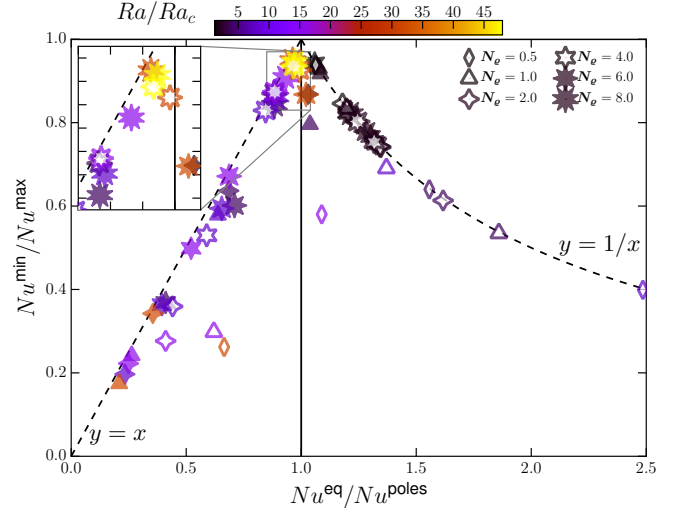 Ra/Ra_c
5 10 15 20 25 30 35 40 45
N_ϱ = 0.5
N_ϱ = 4.0
N_ϱ = 1.0
N_ϱ = 6.0
N_ϱ = 2.0
N_ϱ = 8.0
1.0
0.8
0.6
0.4
0.2
0.0
Nu^min/Nu^max
y = 1/x
y = x
0.0 0.5 1.0 1.5 2.0 2.5
Nu^eq/Nu^poles